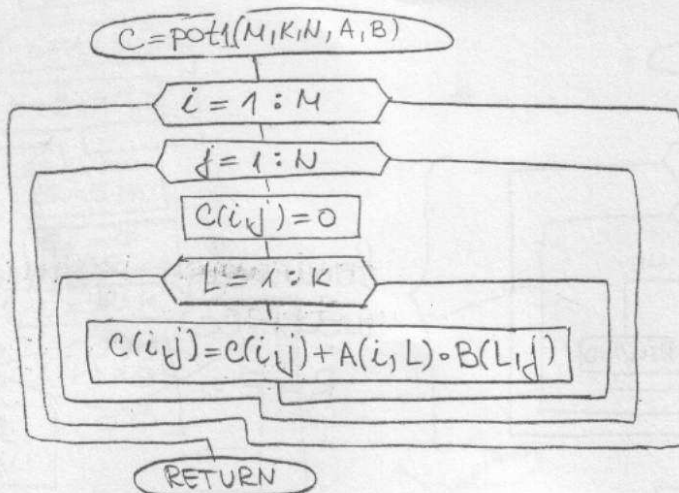 C=pot1(M,K,N,A,B)
i = 1 : M
j = 1 : N
C(i,j) = 0
L = 1 : K
C(i,j) = C(i,j) + A(i,L) ∘ B(L,j)
RETURN